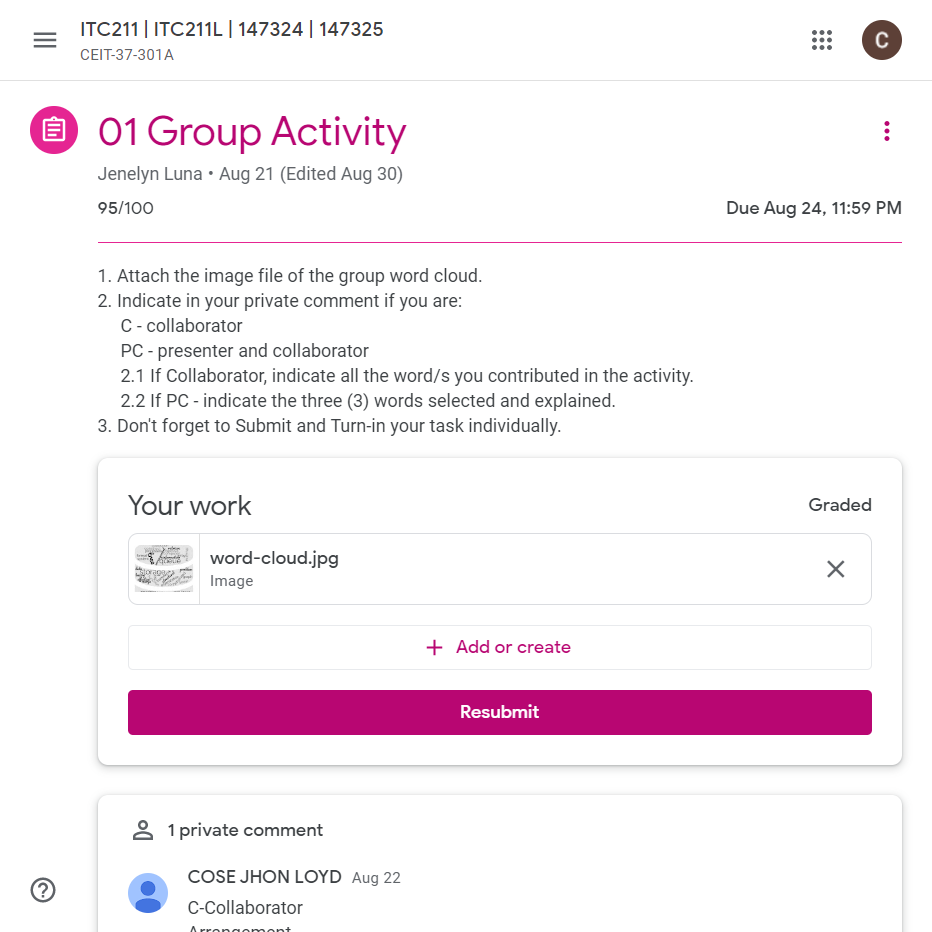 ITC211 | ITC211L | 147324 | 147325
CEIT-37-301A
C
01 Group Activity
Jenelyn Luna • Aug 21 (Edited Aug 30)
95/100
Due Aug 24, 11:59 PM
1. Attach the image file of the group word cloud.
2. Indicate in your private comment if you are:
C - collaborator
PC - presenter and collaborator
2.1 If Collaborator, indicate all the word/s you contributed in the activity.
2.2 If PC - indicate the three (3) words selected and explained.
3. Don't forget to Submit and Turn-in your task individually.
Your work
Graded
word-cloud.jpg
Image
+ Add or create
Resubmit
1 private comment
COSE JHON LOYD Aug 22
C-Collaborator
Arrangement